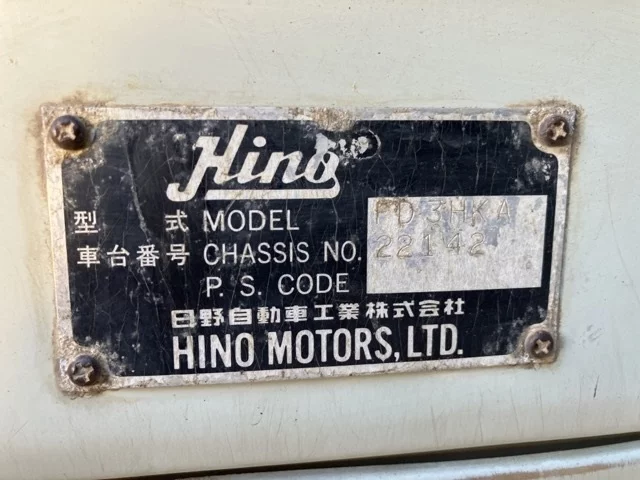 Hino
型 式 MODEL FD 3HKA
車台番号 CHASSIS NO. 22142
P. S. CODE
日野自動車工業株式会社
HINO MOTORS, LTD.